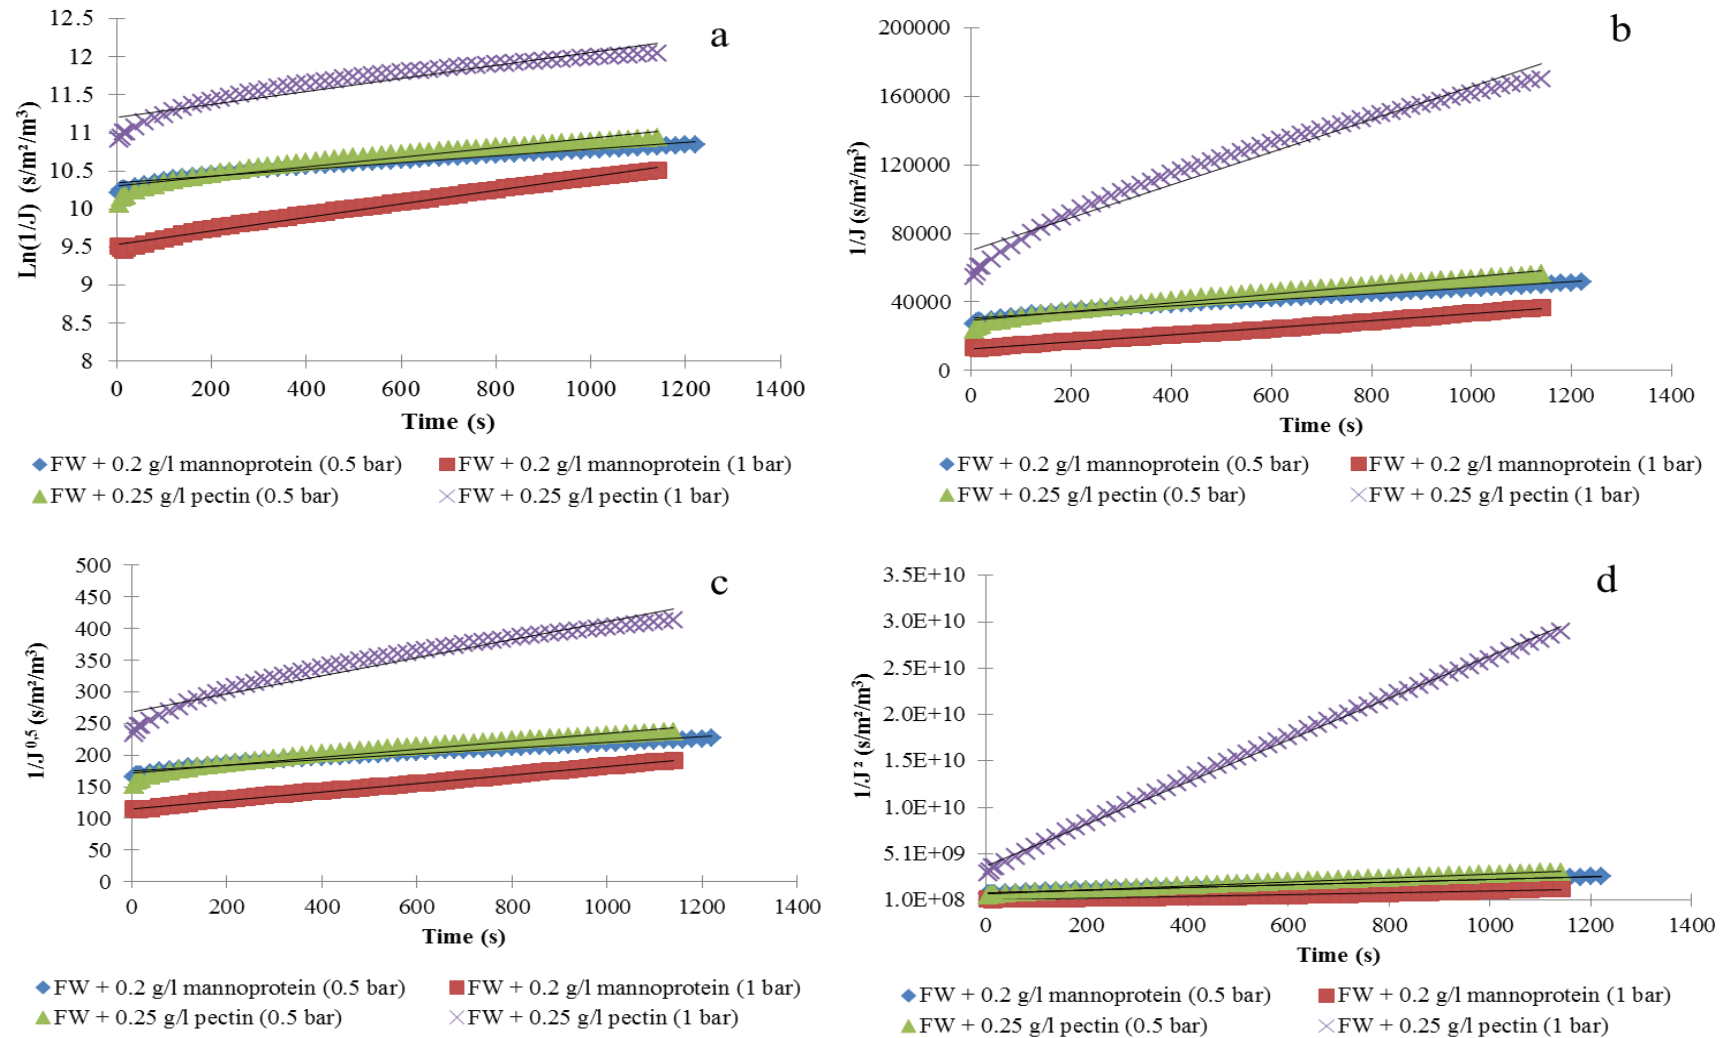 a
Ln(1/J) (s/m²/m³)
12.5
12
11.5
11
10.5
10
9.5
9
8.5
8
0 200 400 600 800 1000 1200 1400
Time (s)
FW + 0.2 g/l mannoprotein (0.5 bar) FW + 0.2 g/l mannoprotein (1 bar)
FW + 0.25 g/l pectin (0.5 bar) FW + 0.25 g/l pectin (1 bar)
b
1/J (s/m²/m³)
200000
160000
120000
80000
40000
0
0 200 400 600 800 1000 1200 1400
Time (s)
FW + 0.2 g/l mannoprotein (0.5 bar) FW + 0.2 g/l mannoprotein (1 bar)
FW + 0.25 g/l pectin (0.5 bar) FW + 0.25 g/l pectin (1 bar)
c
1/J⁰·⁵ (s/m²/m³)
500
450
400
350
300
250
200
150
100
50
0
0 200 400 600 800 1000 1200 1400
Time (s)
FW + 0.2 g/l mannoprotein (0.5 bar) FW + 0.2 g/l mannoprotein (1 bar)
FW + 0.25 g/l pectin (0.5 bar) FW + 0.25 g/l pectin (1 bar)
d
1/J ² (s/m²/m³)
3.5E+10
3.0E+10
2.5E+10
2.0E+10
1.5E+10
1.0E+10
5.1E+09
1.0E+08
0 200 400 600 800 1000 1200 1400
Time (s)
FW + 0.2 g/l mannoprotein (0.5 bar) FW + 0.2 g/l mannoprotein (1 bar)
FW + 0.25 g/l pectin (0.5 bar) FW + 0.25 g/l pectin (1 bar)